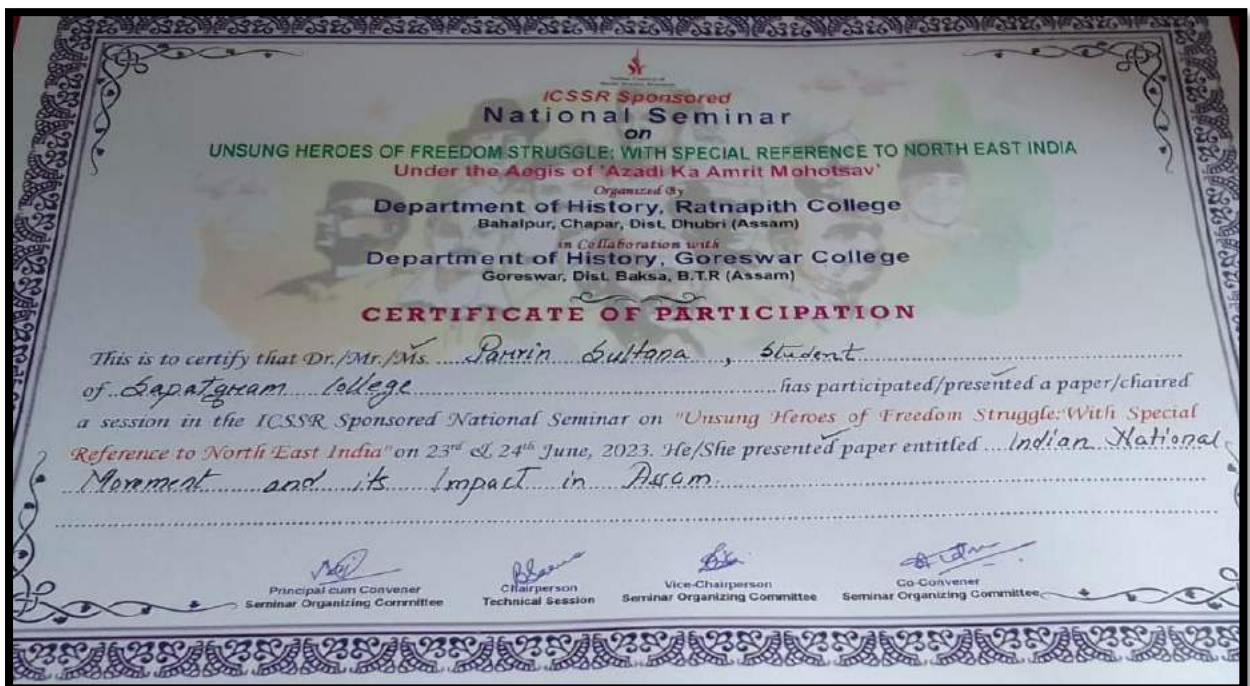 Indian Council of
Social Science Research
ICSSR Sponsored
National Seminar
on
UNSUNG HEROES OF FREEDOM STRUGGLE: WITH SPECIAL REFERENCE TO NORTH EAST INDIA
Under the Aegis of 'Azadi Ka Amrit Mohotsav'
Organized By
Department of History, Ratnapith College
Bahalpur, Chapar, Dist. Dhubri (Assam)
in Collaboration with
Department of History, Goreswar College
Goreswar, Dist. Baksa, B.T.R (Assam)
CERTIFICATE OF PARTICIPATION
This is to certify that Dr./Mr./Ms. Parvin Sultana, Student
of Sapatgram College has participated/presented a paper/chaired
a session in the ICSSR Sponsored National Seminar on "Unsung Heroes of Freedom Struggle: With Special
Reference to North East India" on 23rd & 24th June, 2023. He/She presented paper entitled Indian National
Movement and its Impact in Assam.
Principal cum Convener
Seminar Organizing Committee
Chairperson
Technical Session
Vice-Chairperson
Seminar Organizing Committee
Co-Convener
Seminar Organizing Committee